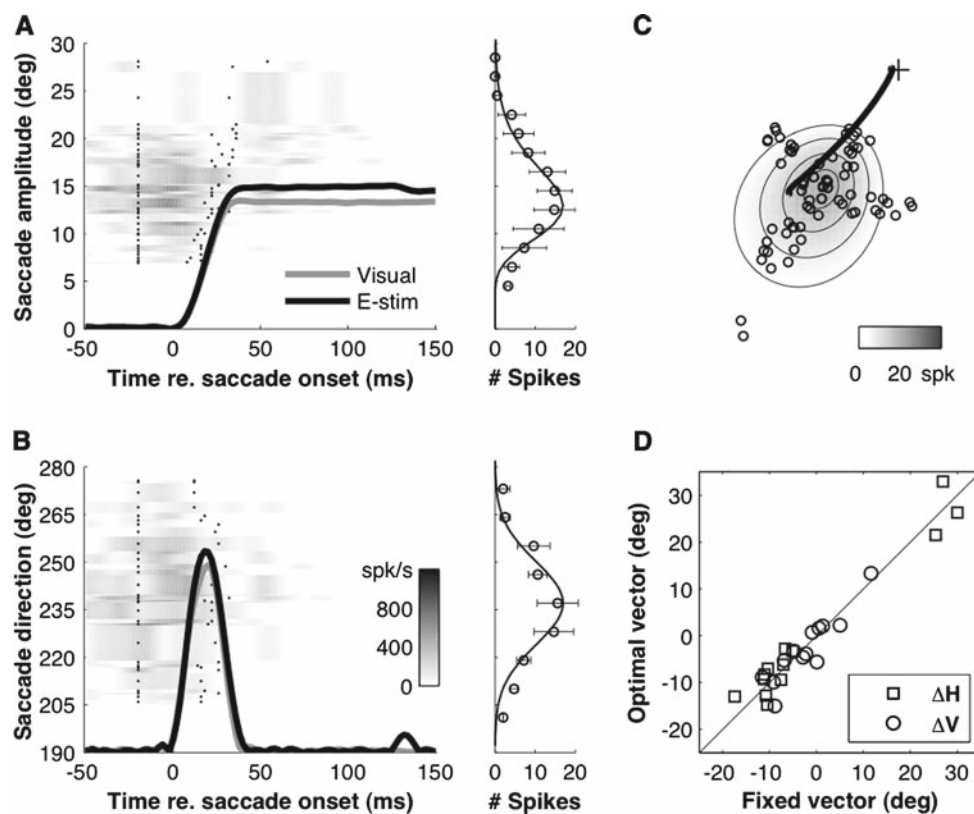 A
Saccade amplitude (deg)
30
25
20
15
10
5
0
Visual
E-stim
-50 0 50 100 150
Time re. saccade onset (ms)
0 10 20
# Spikes
C
0 20 spk
B
Saccade direction (deg)
280
265
250
235
220
205
190
spk/s
800
400
0
-50 0 50 100 150
Time re. saccade onset (ms)
0 10 20
# Spikes
D
Optimal vector (deg)
30
20
10
0
-10
-20
ΔH
ΔV
-20 -10 0 10 20 30
Fixed vector (deg)